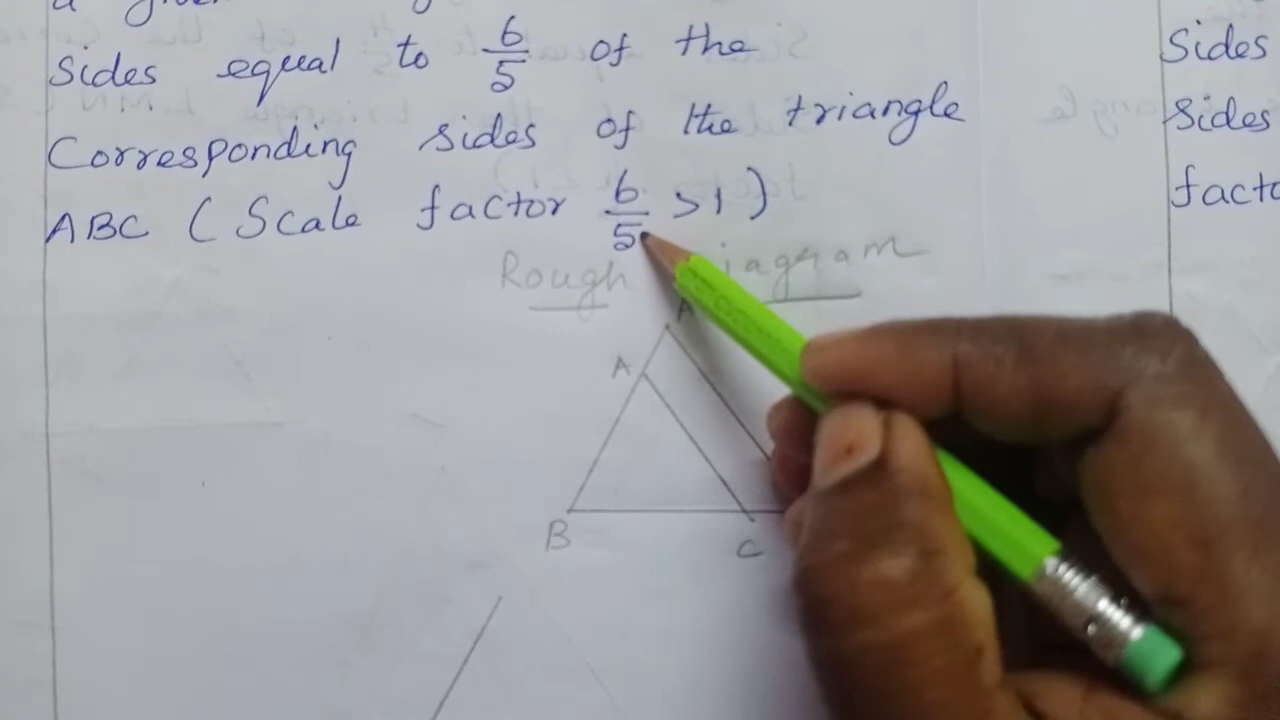 Sides equal to 6/5 of the
Corresponding sides of the triangle
ABC (Scale factor 6/5 >1)
Rough
A
B
C
Sides
Sides